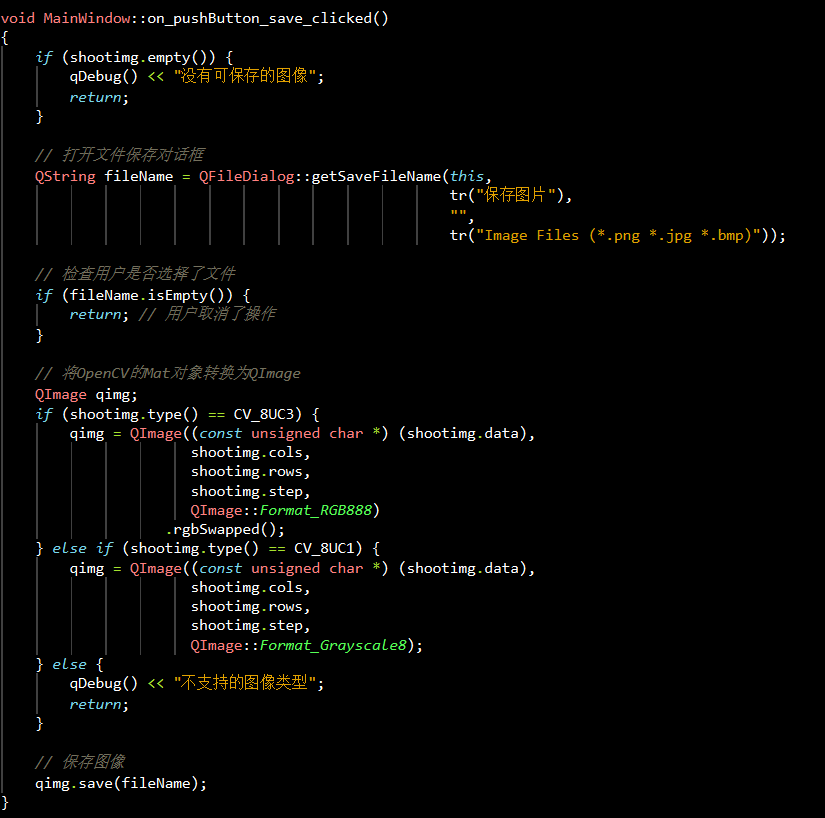 void MainWindow::on_pushButton_save_clicked()
{
    if (shootimg.empty()) {
        qDebug() << "没有可保存的图像";
        return;
    }

    // 打开文件保存对话框
    QString fileName = QFileDialog::getSaveFileName(this,
                                                    tr("保存图片"),
                                                    "",
                                                    tr("Image Files (*.png *.jpg *.bmp)"));

    // 检查用户是否选择了文件
    if (fileName.isEmpty()) {
        return; // 用户取消了操作
    }

    // 将OpenCV的Mat对象转换为QImage
    QImage qimg;
    if (shootimg.type() == CV_8UC3) {
        qimg = QImage((const unsigned char *) (shootimg.data),
                      shootimg.cols,
                      shootimg.rows,
                      shootimg.step,
                      QImage::Format_RGB888)
                   .rgbSwapped();
    } else if (shootimg.type() == CV_8UC1) {
        qimg = QImage((const unsigned char *) (shootimg.data),
                      shootimg.cols,
                      shootimg.rows,
                      shootimg.step,
                      QImage::Format_Grayscale8);
    } else {
        qDebug() << "不支持的图像类型";
        return;
    }

    // 保存图像
    qimg.save(fileName);
}